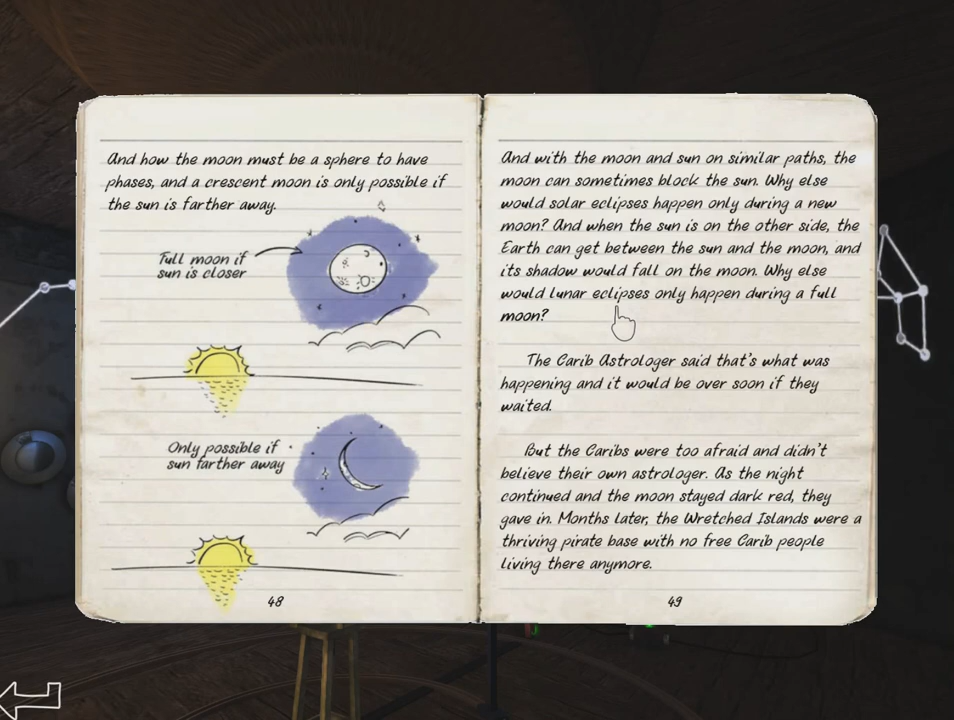 And how the moon must be a sphere to have
phases, and a crescent moon is only possible if
the sun is farther away.
Full moon if
sun is closer
Only possible if
sun farther away
48
And with the moon and sun on similar paths, the
moon can sometimes block the sun. Why else
would solar eclipses happen only during a new
moon? And when the sun is on the other side, the
Earth can get between the sun and the moon, and
its shadow would fall on the moon. Why else
would lunar eclipses only happen during a full
moon?
The Carib Astrologer said that's what was
happening and it would be over soon if they
waited.
But the Caribs were too afraid and didn't
believe their own astrologer. As the night
continued and the moon stayed dark red, they
gave in. Months later, the Wretched Islands were a
thriving pirate base with no free Carib people
living there anymore.
49